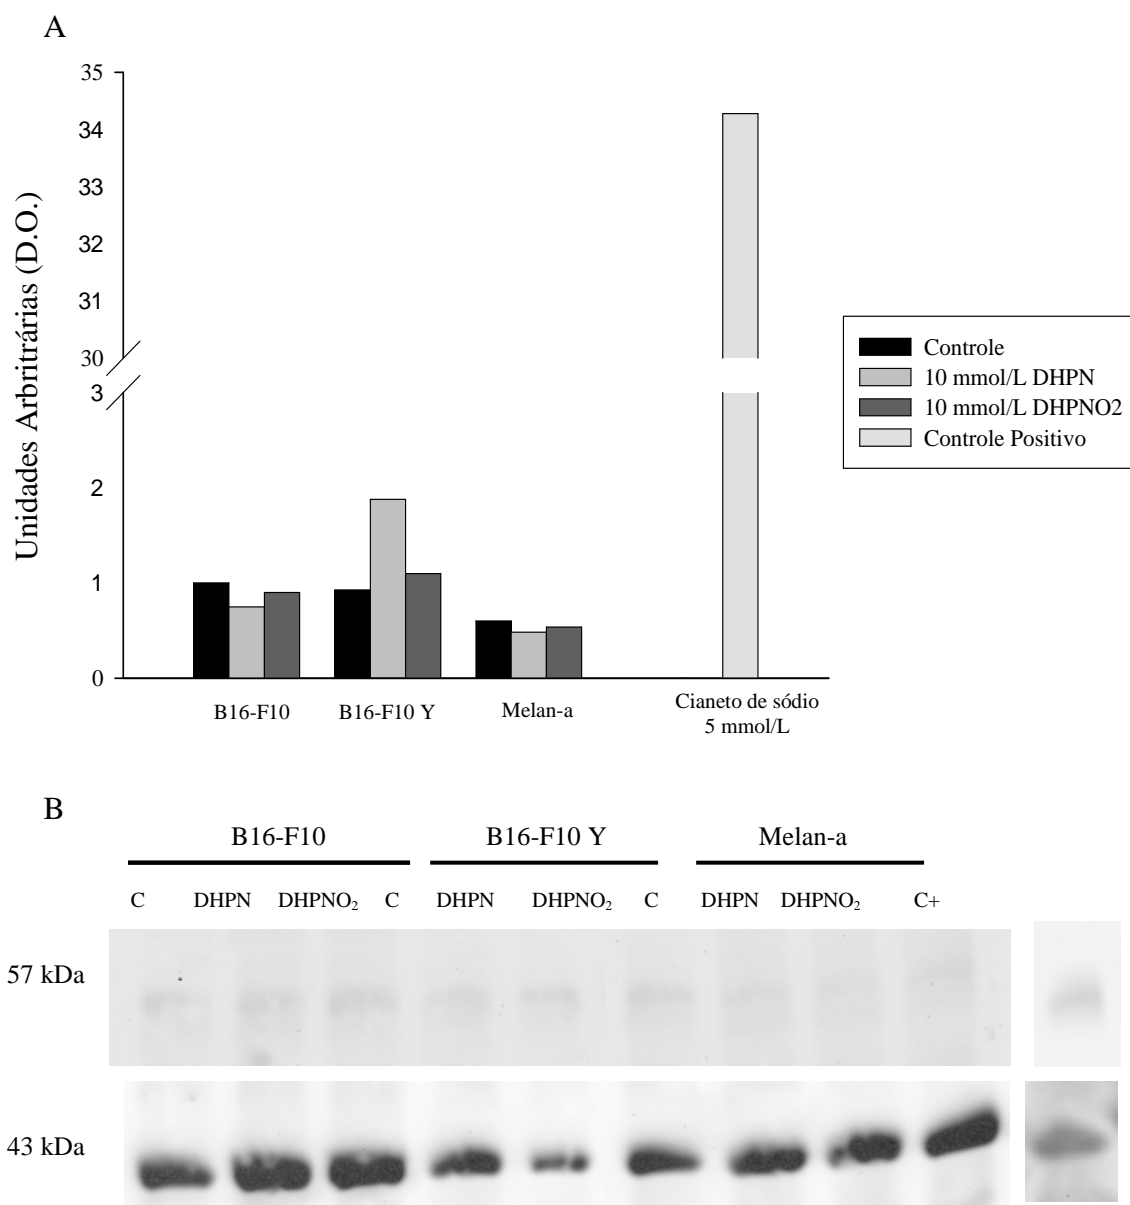 A
35
34
33
32
31
30
3
2
1
0
Unidades Arbritrárias (D.O.)
B16-F10
B16-F10 Y
Melan-a
Cianeto de sódio
5 mmol/L
Controle
10 mmol/L DHPN
10 mmol/L DHPNO2
Controle Positivo
B
B16-F10 B16-F10 Y Melan-a
C DHPN DHPNO₂ C DHPN DHPNO₂ C DHPN DHPNO₂ C+
57 kDa
43 kDa